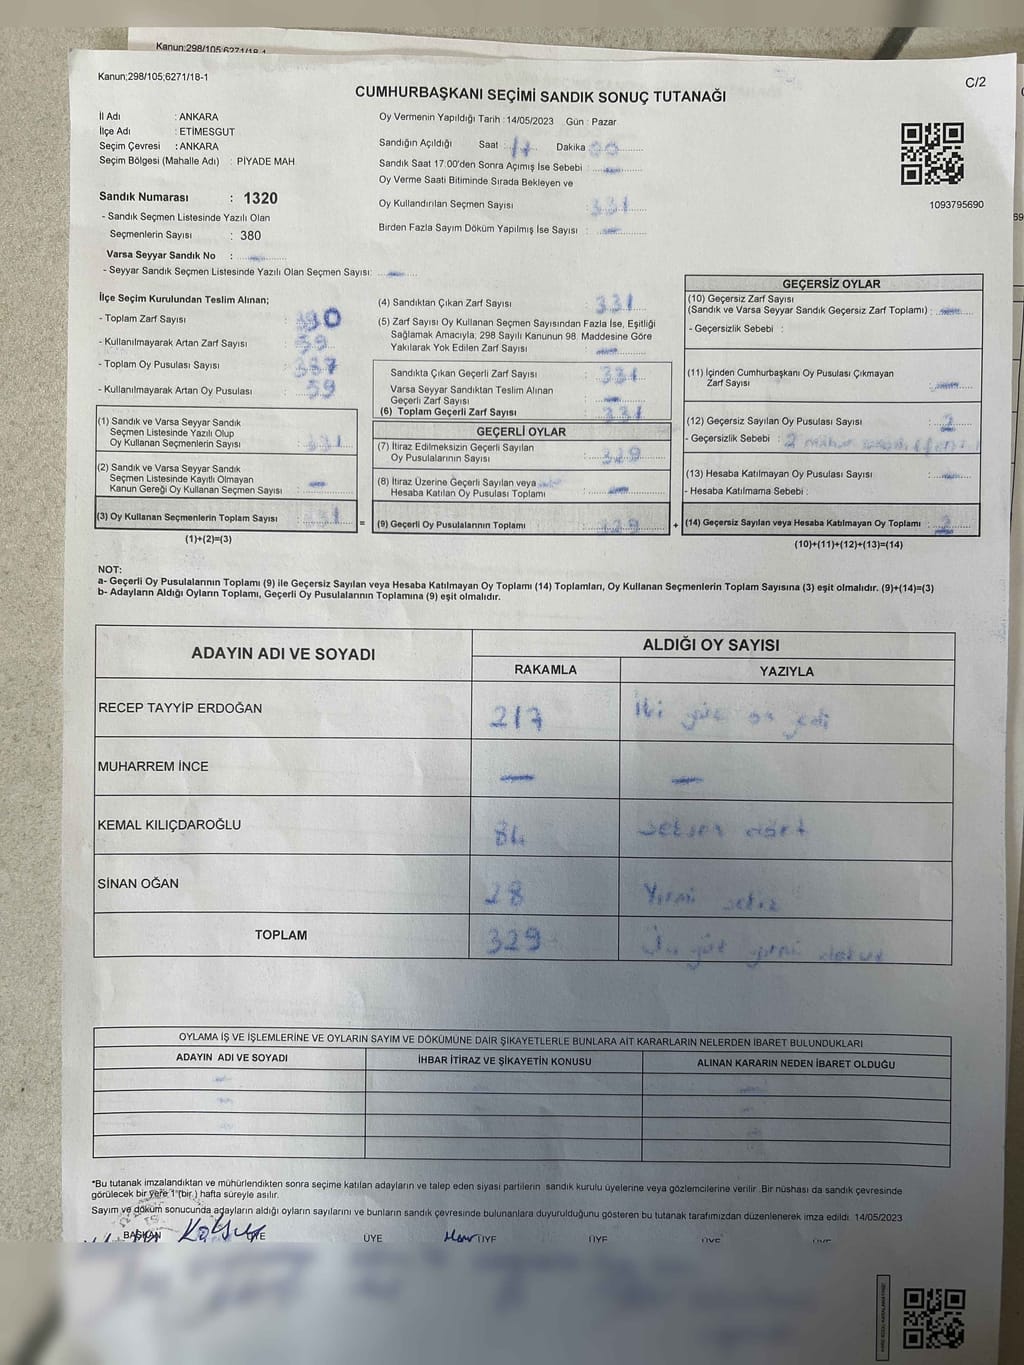 Kanun;298/105,6271/18-1
Kanun;298/105,6271/18-1
C/2
CUMHURBAŞKANI SEÇİMİ SANDIK SONUÇ TUTANAĞI
İl Adı : ANKARA
İlçe Adı : ETİMESGUT
Seçim Çevresi : ANKARA
Seçim Bölgesi (Mahalle Adı) : PİYADE MAH
Sandık Numarası : 1320
- Sandık Seçmen Listesinde Yazılı Olan
Seçmenlerin Sayısı : 380
Varsa Seyyar Sandık No :
- Seyyar Sandık Seçmen Listesinde Yazılı Olan Seçmen Sayısı:
Oy Vermenin Yapıldığı Tarih :14/05/2023 Gün : Pazar
Sandığın Açıldığı Saat : 17 Dakika : 00
Sandık Saat 17:00'den Sonra Açımış İse Sebebi :
Oy Verme Saati Bitiminde Sırada Bekleyen ve
Oy Kullandırılan Seçmen Sayısı : 331
Birden Fazla Sayım Döküm Yapılmış İse Sayısı :
1093795690
İlçe Seçim Kurulundan Teslim Alınan;
- Toplam Zarf Sayısı : 390
- Kullanılmayarak Artan Zarf Sayısı : 59
- Toplam Oy Pusulası Sayısı : 387
- Kullanılmayarak Artan Oy Pusulası : 59
(1) Sandık ve Varsa Seyyar Sandık
Seçmen Listesinde Yazılı Olup
Oy Kullanan Seçmenlerin Sayısı : 331
(2) Sandık ve Varsa Seyyar Sandık
Seçmen Listesinde Kayıtlı Olmayan
Kanun Gereği Oy Kullanan Seçmen Sayısı :
(3) Oy Kullanan Seçmenlerin Toplam Sayısı : 331
(1)+(2)=(3)
=
(4) Sandıktan Çıkan Zarf Sayısı : 331
(5) Zarf Sayısı Oy Kullanan Seçmen Sayısından Fazla İse, Eşitliği
Sağlamak Amacıyla; 298 Sayılı Kanunun 98. Maddesine Göre
Yakılarak Yok Edilen Zarf Sayısı :
Sandıkta Çıkan Geçerli Zarf Sayısı : 331
Varsa Seyyar Sandıktan Teslim Alınan
Geçerli Zarf Sayısı :
(6) Toplam Geçerli Zarf Sayısı : 331
GEÇERLİ OYLAR
(7) İtiraz Edilmeksizin Geçerli Sayılan
Oy Pusulalarının Sayısı : 329
(8) İtiraz Üzerine Geçerli Sayılan veya
Hesaba Katılan Oy Pusulası Toplamı :
(9) Geçerli Oy Pusulalarının Toplamı : 329
+
GEÇERSİZ OYLAR
(10) Geçersiz Zarf Sayısı
(Sandık ve Varsa Seyyar Sandık Geçersiz Zarf Toplamı) :
- Geçersizlik Sebebi :
(11) İçinden Cumhurbaşkanı Oy Pusulası Çıkmayan
Zarf Sayısı :
(12) Geçersiz Sayılan Oy Pusulası Sayısı : 2
- Geçersizlik Sebebi : 2
(13) Hesaba Katılmayan Oy Pusulası Sayısı :
- Hesaba Katılmama Sebebi :
(14) Geçersiz Sayılan veya Hesaba Katılmayan Oy Toplamı : 2
(10)+(11)+(12)+(13)=(14)
NOT:
a- Geçerli Oy Pusulalarının Toplamı (9) ile Geçersiz Sayılan veya Hesaba Katılmayan Oy Toplamı (14) Toplamları, Oy Kullanan Seçmenlerin Toplam Sayısına (3) eşit olmalıdır. (9)+(14)=(3)
b- Adayların Aldığı Oyların Toplamı, Geçerli Oy Pusulalarının Toplamına (9) eşit olmalıdır.
ADAYIN ADI VE SOYADI
ALDIĞI OY SAYISI
RAKAMLA YAZIYLA
RECEP TAYYİP ERDOĞAN 217 İki yüz on yedi
MUHARREM İNCE
KEMAL KILIÇDAROĞLU 84 seksen dört
SİNAN OĞAN 28 Yirmi sekiz
TOPLAM 329 Üç yüz yirmi dokuz
OYLAMA İŞ VE İŞLEMLERİNE VE OYLARIN SAYIM VE DÖKÜMÜNE DAİR ŞİKAYETLERLE BUNLARA AİT KARARLARIN NELERDEN İBARET BULUNDUKLARI
ADAYIN ADI VE SOYADI İHBAR İTİRAZ VE ŞİKAYETİN KONUSU ALINAN KARARIN NEDEN İBARET OLDUĞU
*Bu tutanak imzalandıktan ve mühürlendikten sonra seçime katılan adayların ve talep eden siyasi partilerin sandık kurulu üyelerine veya gözlemcilerine verilir .Bir nüshası da sandık çevresinde
görülecek bir yere 1 (bir.) hafta süreyle asılır.
Sayım ve döküm sonucunda adayların aldığı oyların sayılarını ve bunların sandık çevresinde bulunanlara duyurulduğunu gösteren bu tutanak tarafımızdan düzenlenerek imza edildi. 14/05/2023
BAŞKAN ÜYE ÜYE ÜYE ÜYE ÜYE ÜYE